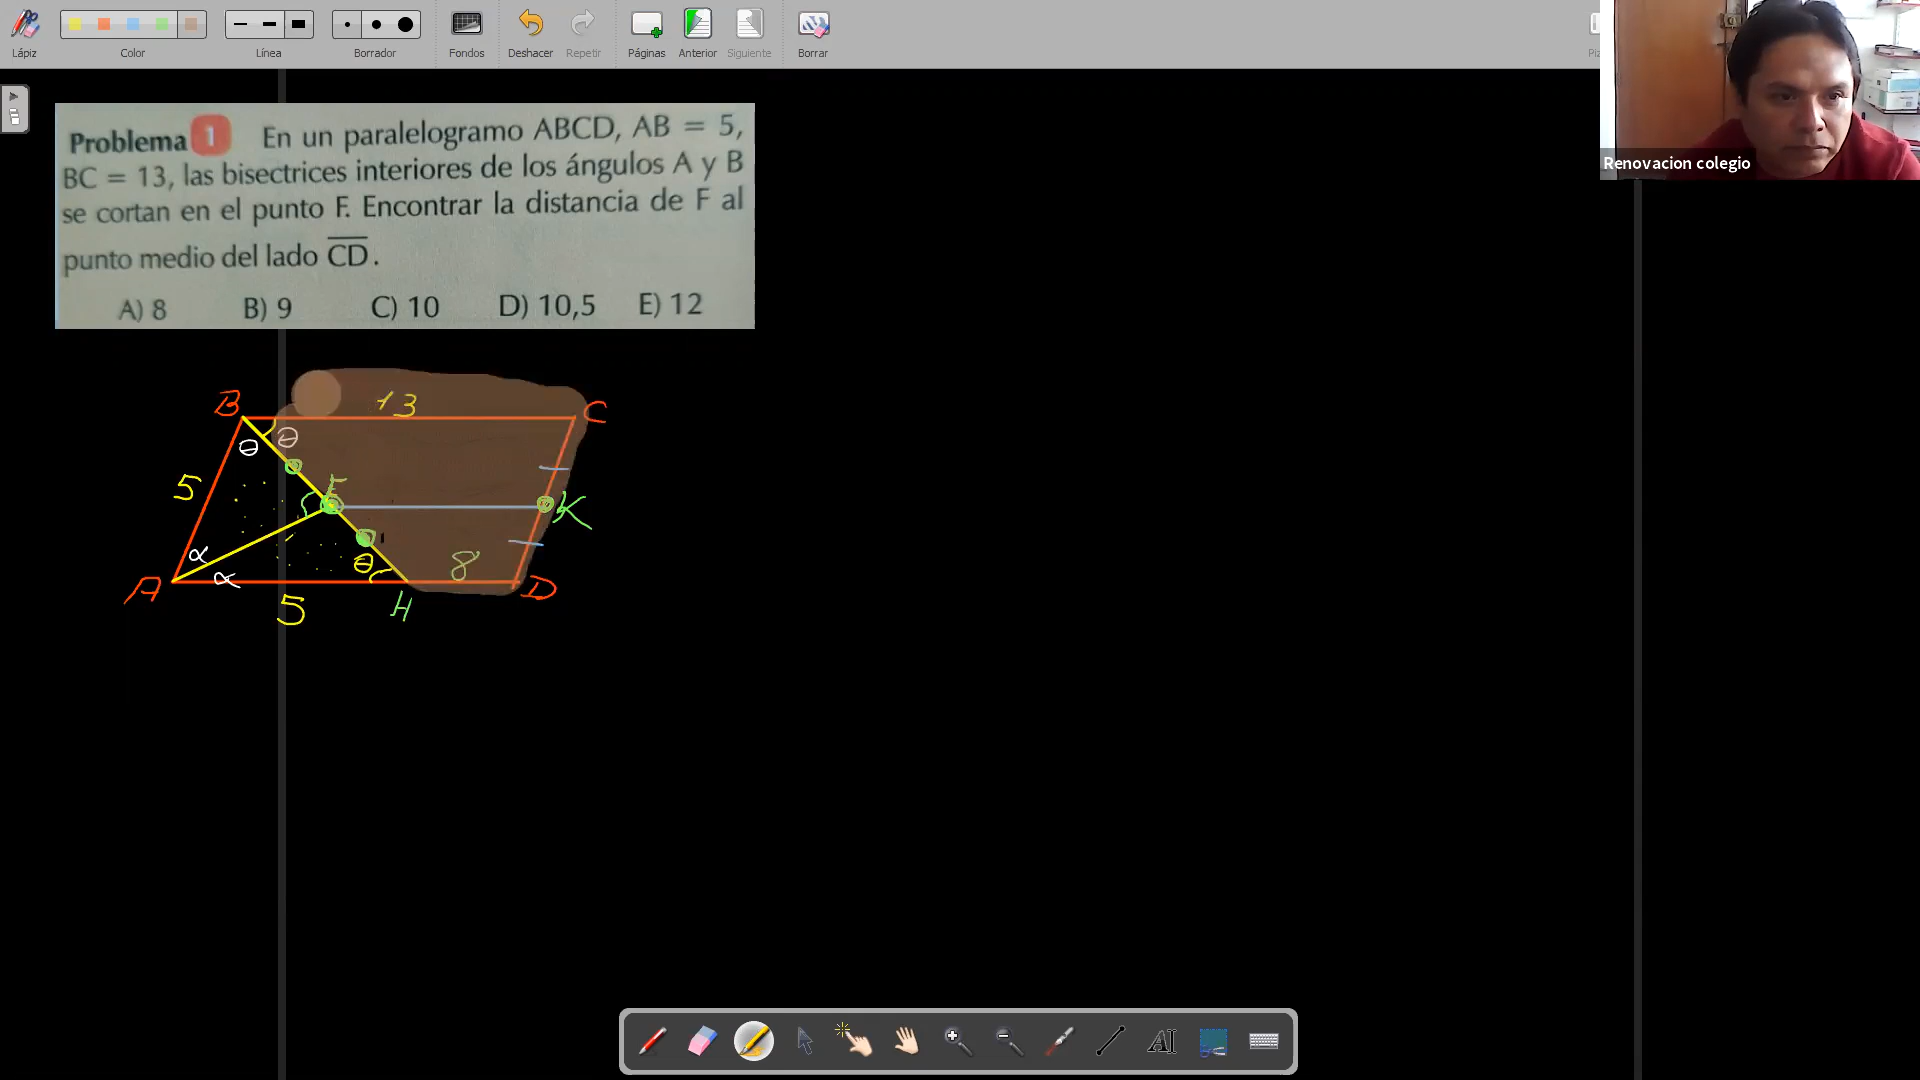 Lápiz
Color
Línea
Borrador
Fondos
Deshacer
Repetir
Páginas
Anterior
Siguiente
Borrar
Renovacion colegio
Problema 1 En un paralelogramo ABCD, AB = 5,
BC = 13, las bisectrices interiores de los ángulos A y B
se cortan en el punto F. Encontrar la distancia de F al
punto medio del lado CD.
A) 8 B) 9 C) 10 D) 10,5 E) 12
B 13 C
θ θ
5 F K
α θ 8
A α D
5 H
AI